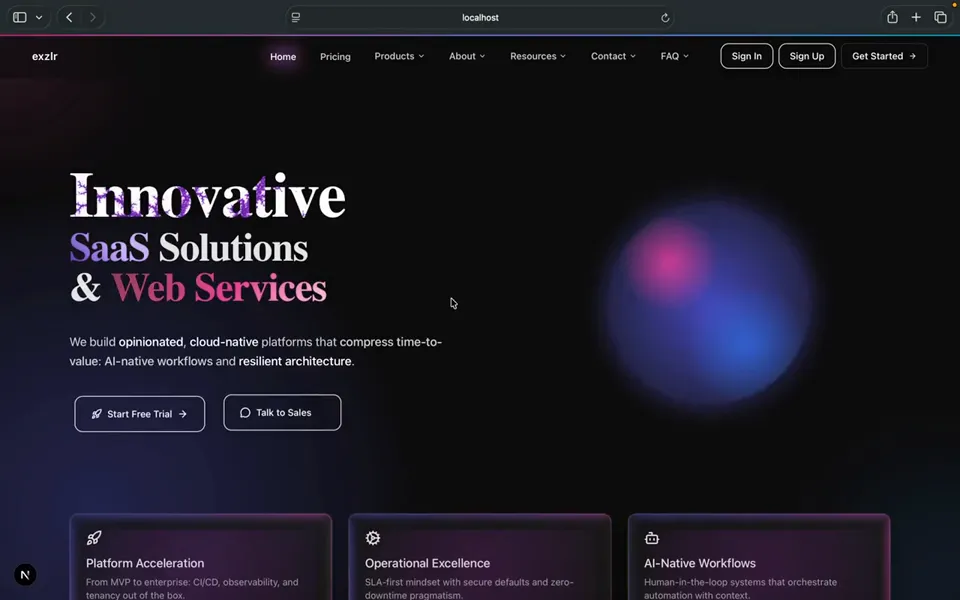 localhost
exzlr
Home Pricing Products About Resources Contact FAQ Sign In Sign Up Get Started →
Innovative
SaaS Solutions
& Web Services
We build opinionated, cloud-native platforms that compress time-to-
value: AI-native workflows and resilient architecture.
Start Free Trial → Talk to Sales
Platform Acceleration
From MVP to enterprise: CI/CD, observability, and
tenancy out of the box.
Operational Excellence
SLA-first mindset with secure defaults and zero-
downtime pragmatism.
AI-Native Workflows
Human-in-the-loop systems that orchestrate
automation with context.
N